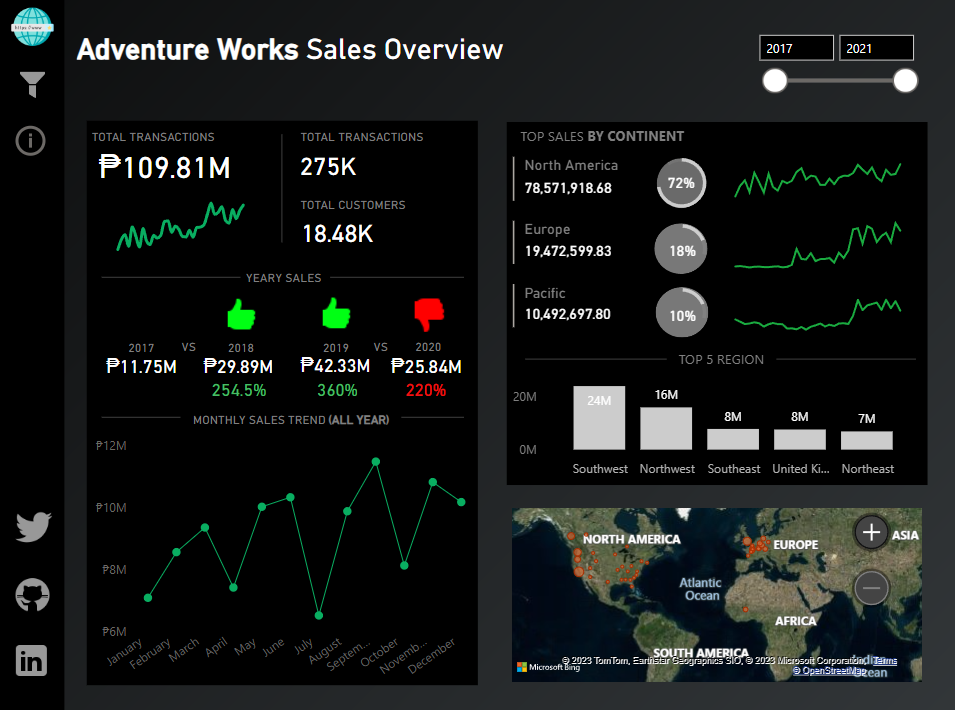 Adventure Works Sales Overview
2017 2021
TOTAL TRANSACTIONS
₱109.81M
TOTAL TRANSACTIONS
275K
TOTAL CUSTOMERS
18.48K
YEARY SALES
2017 VS 2018 2019 VS 2020
₱11.75M ₱29.89M ₱42.33M ₱25.84M
254.5% 360% 220%
MONTHLY SALES TREND (ALL YEAR)
₱12M
₱10M
₱8M
₱6M
January February March April May June July August Septem... October Novemb... December
TOP SALES BY CONTINENT
North America
78,571,918.68
72%
Europe
19,472,599.83
18%
Pacific
10,492,697.80
10%
TOP 5 REGION
20M
0M
24M 16M 8M 8M 7M
Southwest Northwest Southeast United Ki... Northeast
NORTH AMERICA
EUROPE
ASIA
Atlantic
Ocean
AFRICA
SOUTH AMERICA
Indian
Ocean
Microsoft Bing
© 2023 TomTom, Earthstar Geographics SIO, © 2023 Microsoft Corporation, Terms
© OpenStreetMap
in